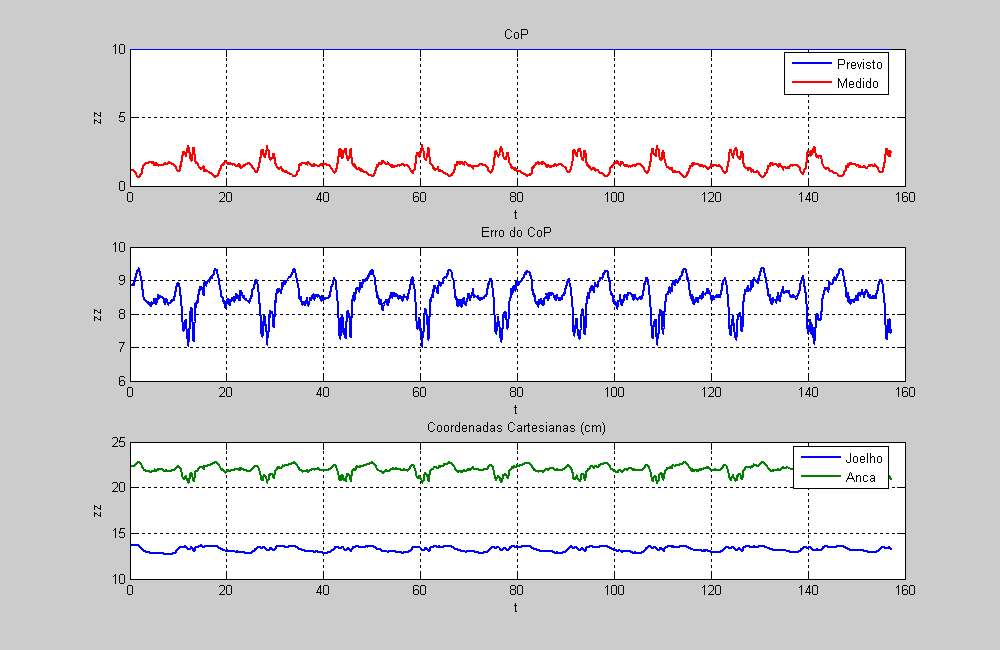 CoP
10
5
0
zz
Previsto
Medido
0 20 40 60 80 100 120 140 160
t
Erro do CoP
10
9
8
7
6
zz
0 20 40 60 80 100 120 140 160
t
Coordenadas Cartesianas (cm)
25
20
15
10
zz
Joelho
Anca
0 20 40 60 80 100 120 140 160
t